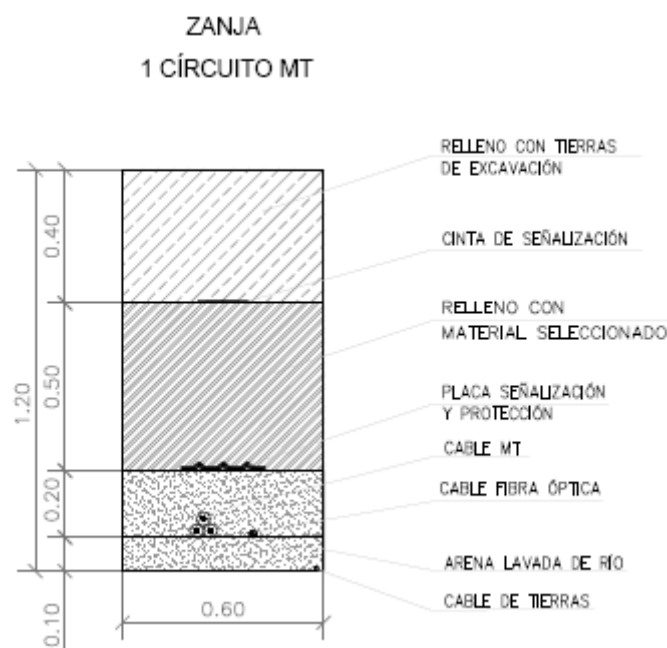 ZANJA
1 CÍRCUITO MT
RELLENO CON TIERRAS
DE EXCAVACIÓN
CINTA DE SEÑALIZACIÓN
RELLENO CON
MATERIAL SELECCIONADO
PLACA SEÑALIZACIÓN
Y PROTECCIÓN
CABLE MT
CABLE FIBRA ÓPTICA
ARENA LAVADA DE RÍO
CABLE DE TIERRAS
1.20
0.40
0.50
0.20
0.10
0.60